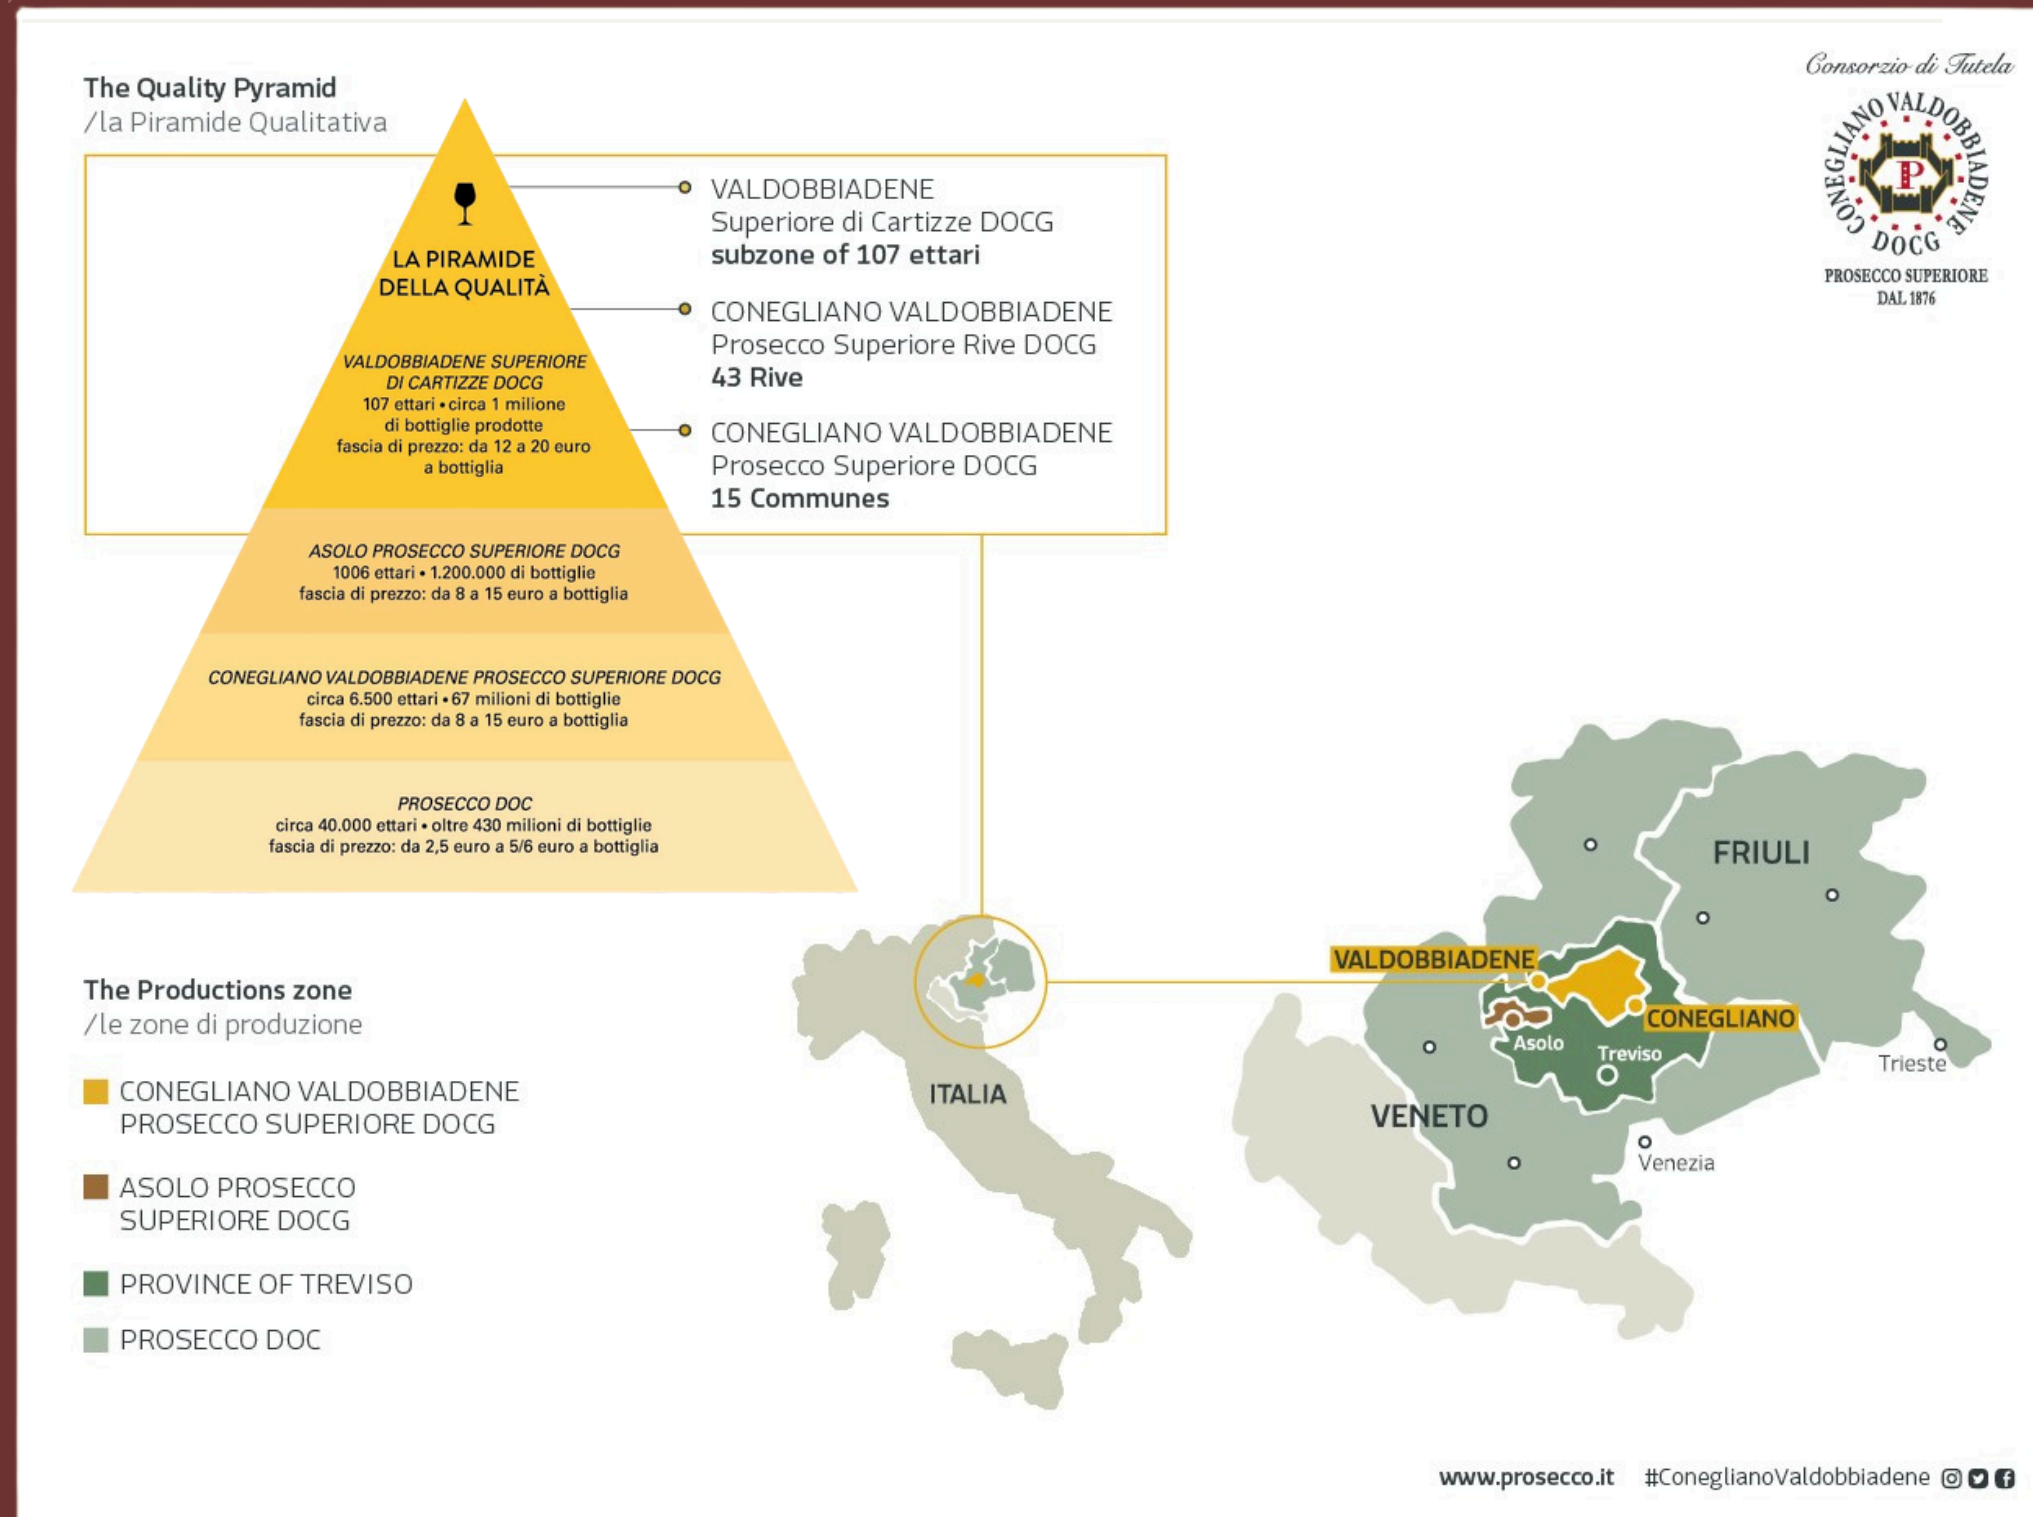 The Quality Pyramid
/la Piramide Qualitativa
LA PIRAMIDE
DELLA QUALITÀ
VALDOBBIADENE SUPERIORE
DI CARTIZZE DOCG
107 ettari • circa 1 milione
di bottiglie prodotte
fascia di prezzo: da 12 a 20 euro
a bottiglia
ASOLO PROSECCO SUPERIORE DOCG
1006 ettari • 1.200.000 di bottiglie
fascia di prezzo: da 8 a 15 euro a bottiglia
CONEGLIANO VALDOBBIADENE PROSECCO SUPERIORE DOCG
circa 6.500 ettari • 67 milioni di bottiglie
fascia di prezzo: da 8 a 15 euro a bottiglia
PROSECCO DOC
circa 40.000 ettari • oltre 430 milioni di bottiglie
fascia di prezzo: da 2,5 euro a 5/6 euro a bottiglia
VALDOBBIADENE
Superiore di Cartizze DOCG
subzone of 107 ettari
CONEGLIANO VALDOBBIADENE
Prosecco Superiore Rive DOCG
43 Rive
CONEGLIANO VALDOBBIADENE
Prosecco Superiore DOCG
15 Communes
Consorzio di Tutela
CONEGLIANO VALDOBBIADENE
P
DOCG
PROSECCO SUPERIORE
DAL 1876
The Productions zone
/le zone di produzione
CONEGLIANO VALDOBBIADENE
PROSECCO SUPERIORE DOCG
ASOLO PROSECCO
SUPERIORE DOCG
PROVINCE OF TREVISO
PROSECCO DOC
ITALIA
FRIULI
VALDOBBIADENE
CONEGLIANO
Asolo
Treviso
Trieste
VENETO
Venezia
www.prosecco.it #ConeglianoValdobbiadene